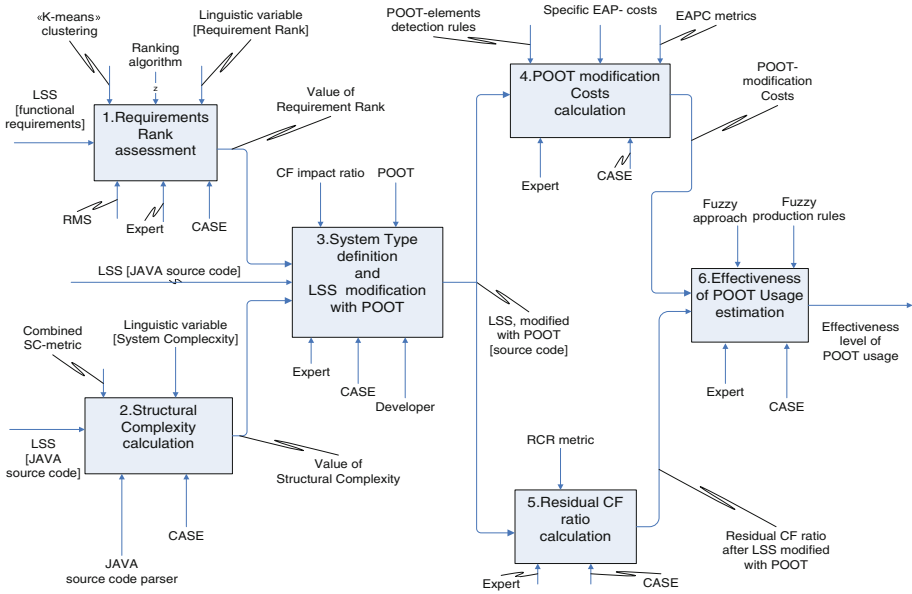 «K-means»
clustering
Ranking
algorithm
z
Linguistic variable
[Requirement Rank]
LSS
[functional
requirements]
1.Requirements
Rank
assessment
Value of
Requirement Rank
RMS
Expert
CASE
CF impact ratio
POOT
3.System Type
definition
and
LSS modification
with POOT
LSS [JAVA source code]
Expert
CASE
Developer
Combined
SC-metric
Linguistic variable
[System Complecxity]
2.Structural
Complexity
calculation
LSS
[JAVA
source code]
Value of
Structural Complexity
CASE
JAVA
source code parser
POOT-elements
detection rules
Specific EAP- costs
EAPC metrics
4.POOT modification
Costs
calculation
POOT-
modification
Costs
Expert
CASE
LSS, modified
with POOT
[source code]
RCR metric
5.Residual CF
ratio
calculation
Expert
CASE
Residual CF ratio
after LSS modified
with POOT
Fuzzy
approach
Fuzzy
production rules
6.Effectiveness
of POOT Usage
estimation
Expert
CASE
Effectiveness
level of
POOT usage